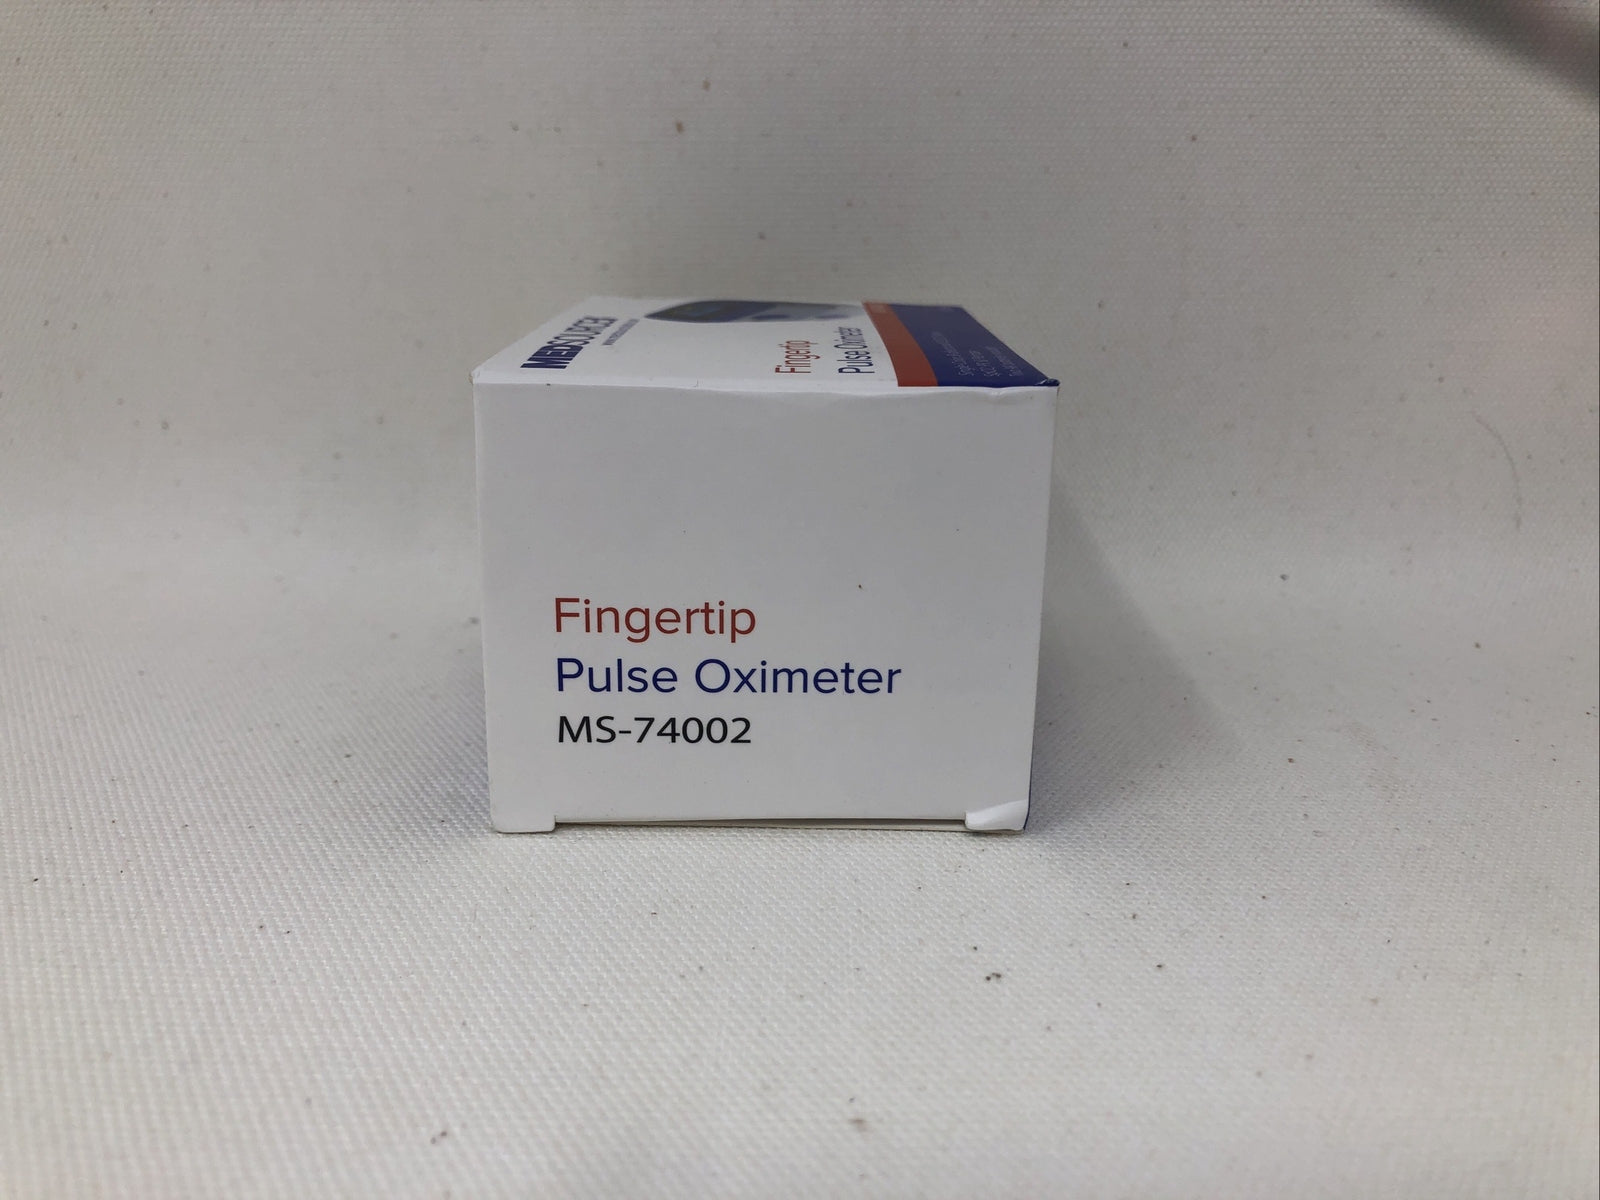 MEDSOURCE
Fingertip
Pulse Oximeter
Fingertip
Pulse Oximeter
MS-74002